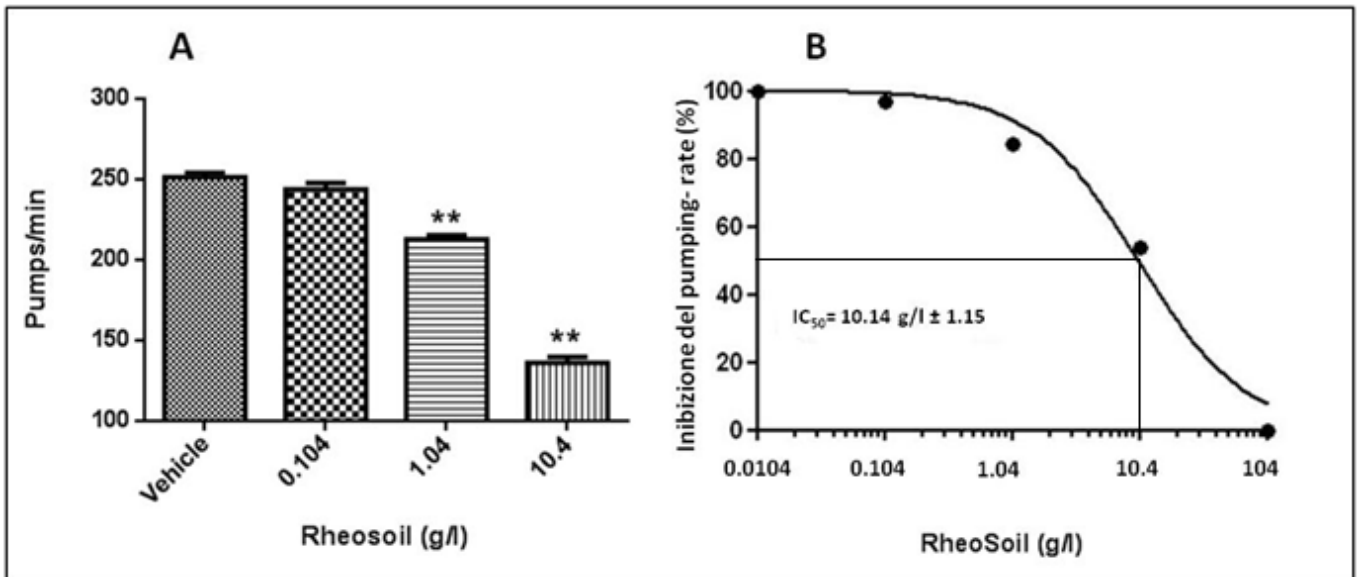 A
Pumps/min
300
250
200
150
100
**
**
Vehicle
0.104
1.04
10.4
Rheosoil (g/l)
B
Inibizione del pumping- rate (%)
100
80
60
40
20
0
IC₅₀= 10.14 g/l ± 1.15
0.0104
0.104
1.04
10.4
104
RheoSoil (g/l)